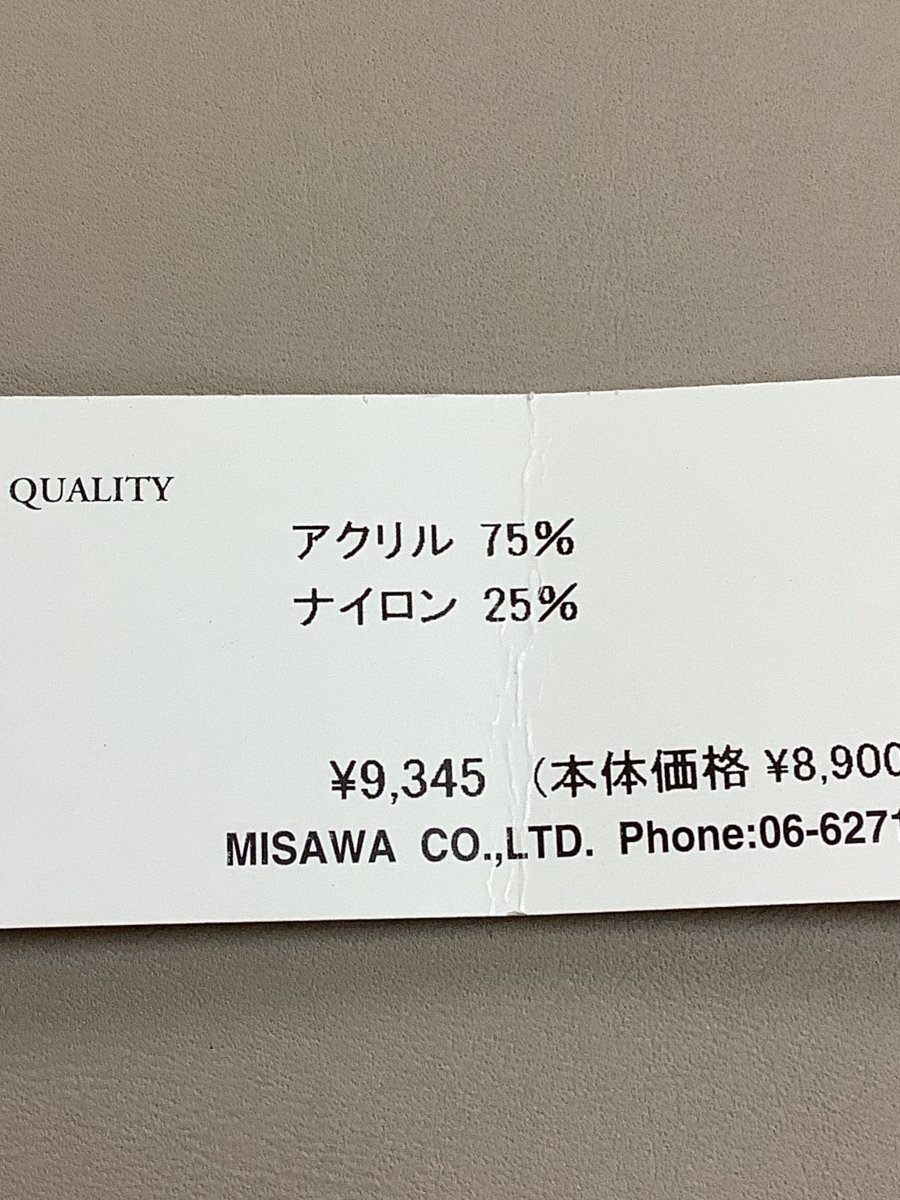 QUALITY
アクリル 75%
ナイロン 25%
¥9,345 (本体価格 ¥8,900
MISAWA CO.,LTD. Phone:06-6271